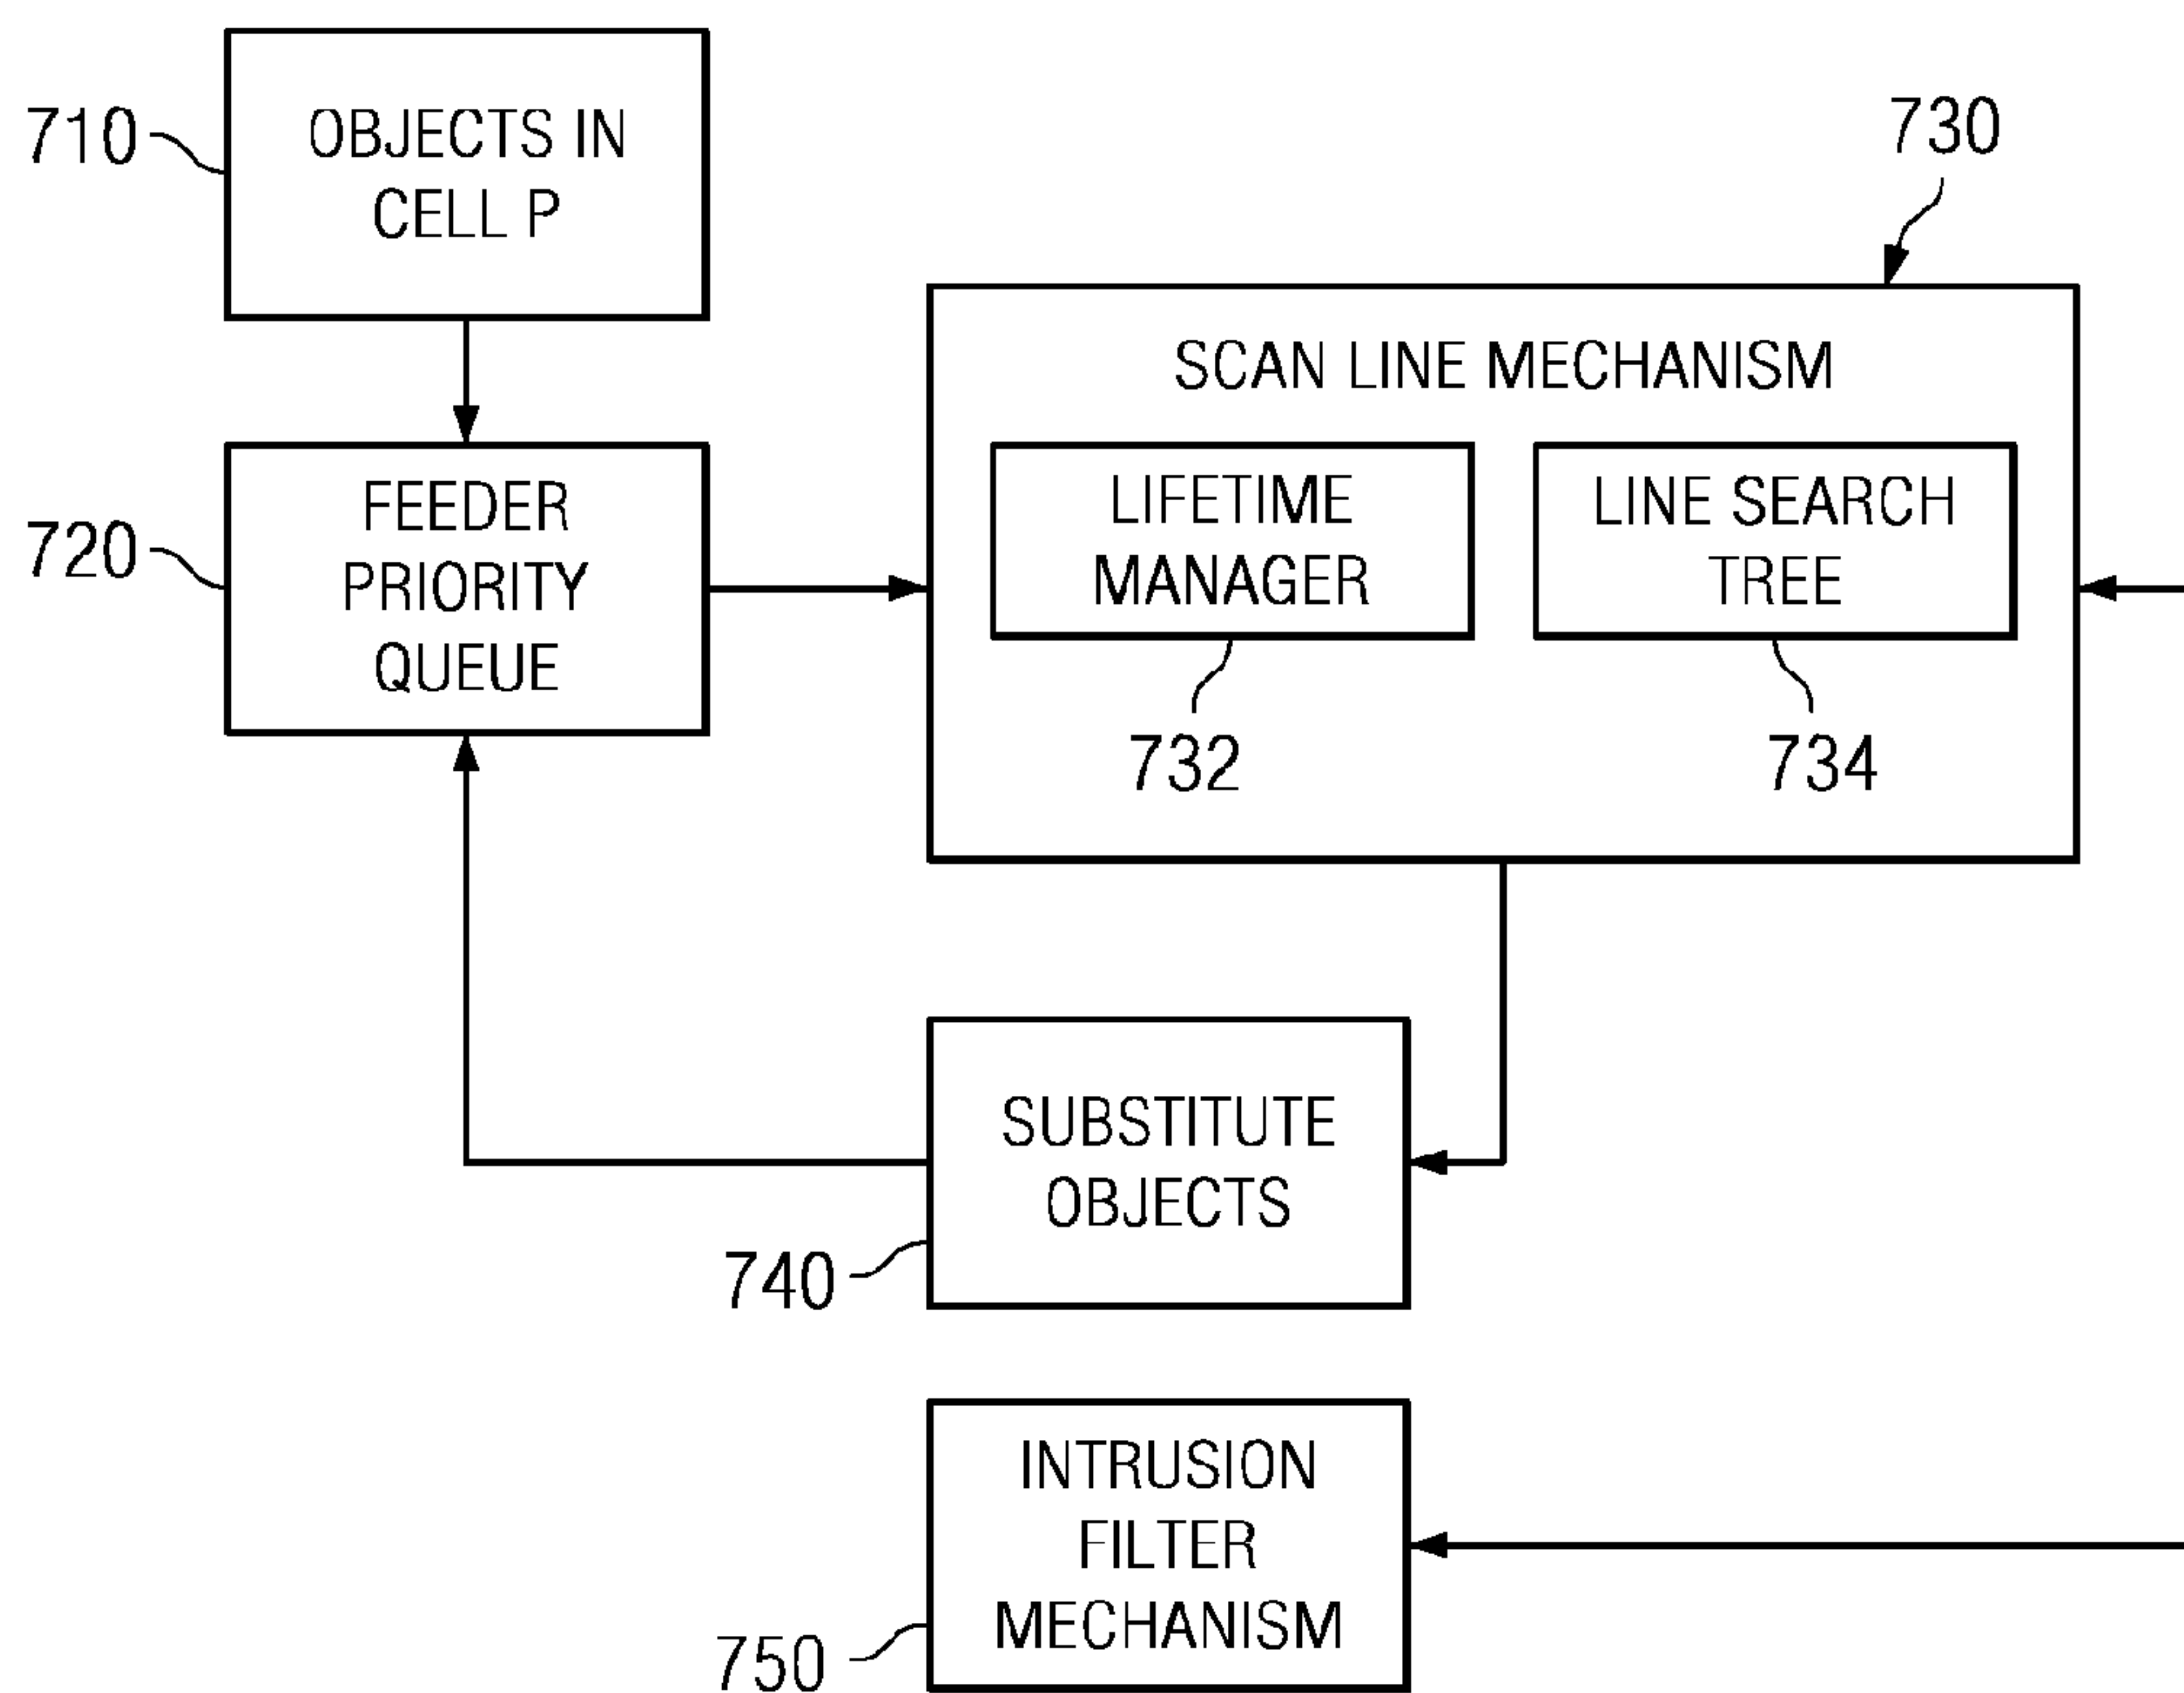 710
OBJECTS IN
CELL P
730
SCAN LINE MECHANISM
720
FEEDER
PRIORITY
QUEUE
LIFETIME
MANAGER
LINE SEARCH
TREE
732
734
SUBSTITUTE
OBJECTS
740
INTRUSION
FILTER
MECHANISM
750